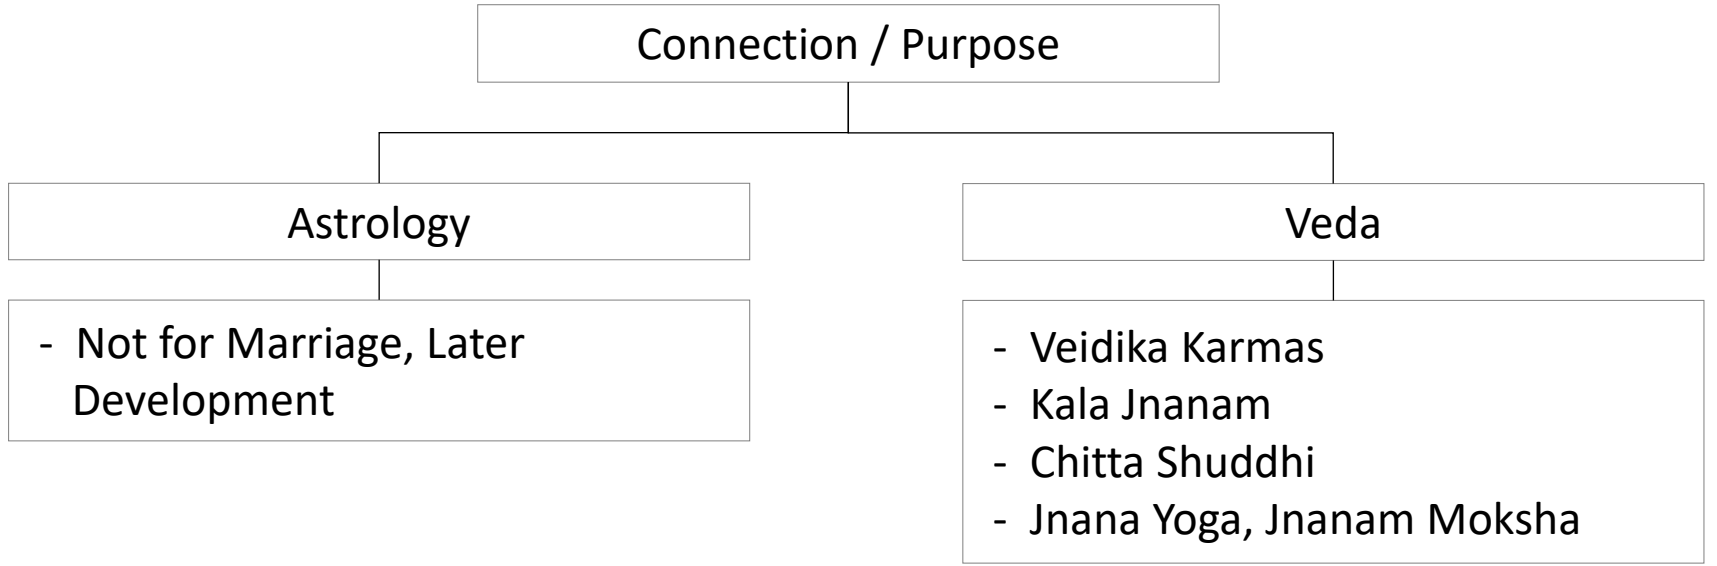 Connection / Purpose
Astrology
Veda
- Not for Marriage, Later
Development
- Veidika Karmas
- Kala Jnanam
- Chitta Shuddhi
- Jnana Yoga, Jnanam Moksha